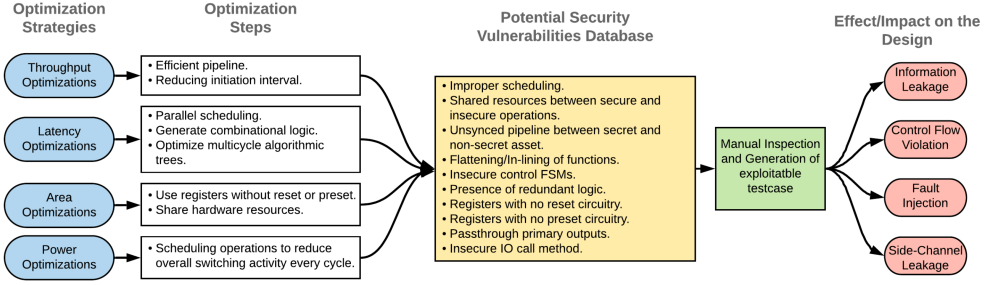 Optimization
Strategies
Optimization
Steps
Potential Security
Vulnerabilities Database
Effect/Impact on the
Design
Throughput
Optimizations
• Efficient pipeline.
• Reducing initiation interval.
Latency
Optimizations
• Parallel scheduling.
• Generate combinational logic.
• Optimize multicycle algorithmic
trees.
Area
Optimizations
• Use registers without reset or preset.
• Share hardware resources.
Power
Optimizations
• Scheduling operations to reduce
overall switching activity every cycle.
• Improper scheduling.
• Shared resources between secure and
insecure operations.
• Unsynced pipeline between secret and
non-secret asset.
• Flattening/In-lining of functions.
• Insecure control FSMs.
• Presence of redundant logic.
• Registers with no reset circuitry.
• Registers with no preset circuitry.
• Passthrough primary outputs.
• Insecure IO call method.
Manual Inspection
and Generation of
exploitable
testcase
Information
Leakage
Control Flow
Violation
Fault
Injection
Side-Channel
Leakage